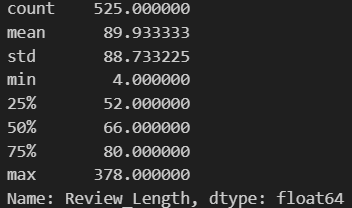 count 525.000000
mean 89.933333
std 88.733225
min 4.000000
25% 52.000000
50% 66.000000
75% 80.000000
max 378.000000
Name: Review_Length, dtype: float64